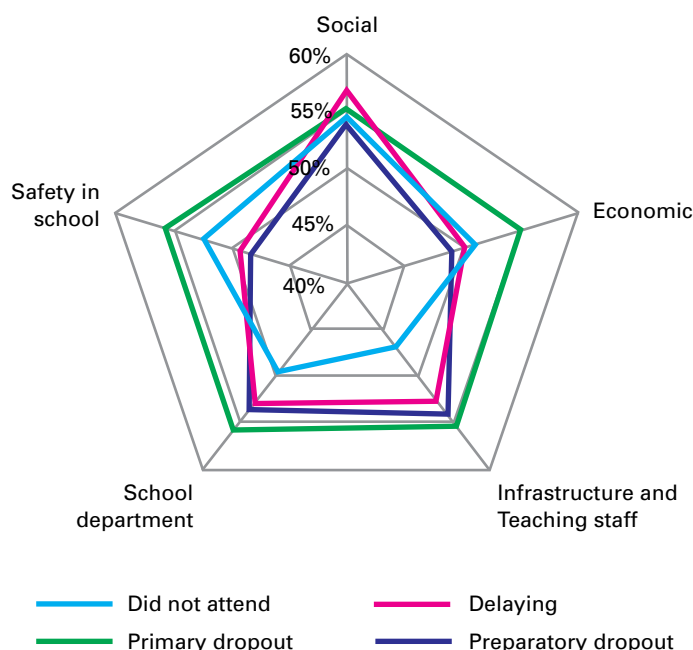 Social
60%
55%
50%
45%
40%
Safety in
school
Economic
School
department
Infrastructure and
Teaching staff
Did not attend
Delaying
Primary dropout
Preparatory dropout